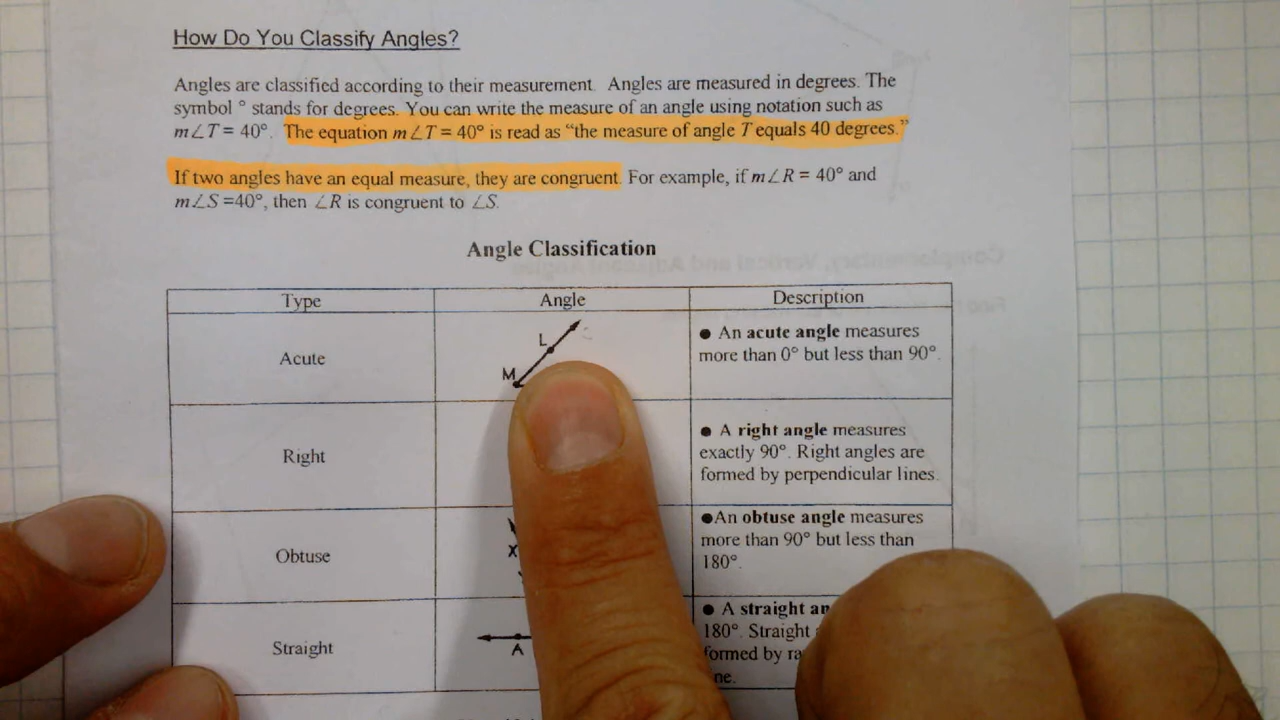 How Do You Classify Angles?
Angles are classified according to their measurement. Angles are measured in degrees. The
symbol ° stands for degrees. You can write the measure of an angle using notation such as
m∠T = 40°. The equation m∠T = 40° is read as “the measure of angle T equals 40 degrees.”
If two angles have an equal measure, they are congruent. For example, if m∠R = 40° and
m∠S =40°, then ∠R is congruent to ∠S.
Angle Classification
Type Angle Description
Acute
L
M
● An acute angle measures
more than 0° but less than 90°.
Right
● A right angle measures
exactly 90°. Right angles are
formed by perpendicular lines.
Obtuse
X
●An obtuse angle measures
more than 90° but less than
180°.
Straight
A
● A straight
180°. Straight
formed by